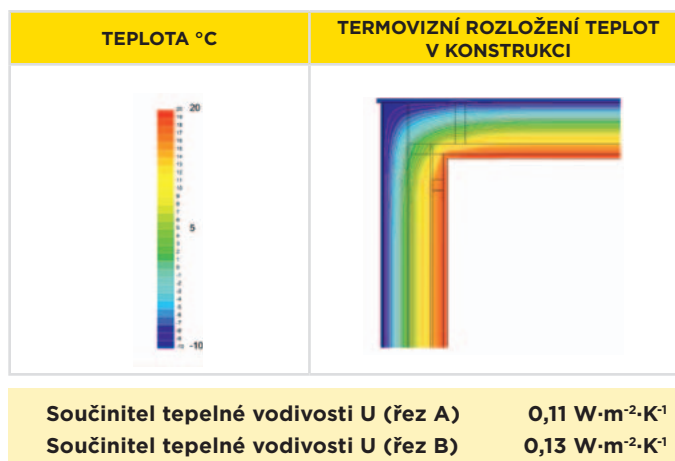 TEPLOTA °C
TERMOVIZNÍ ROZLOŽENÍ TEPLOT
V KONSTRUKCI
20
5
-10
Součinitel tepelné vodivosti U (řez A) 0,11 W·m⁻²·K⁻¹
Součinitel tepelné vodivosti U (řez B) 0,13 W·m⁻²·K⁻¹